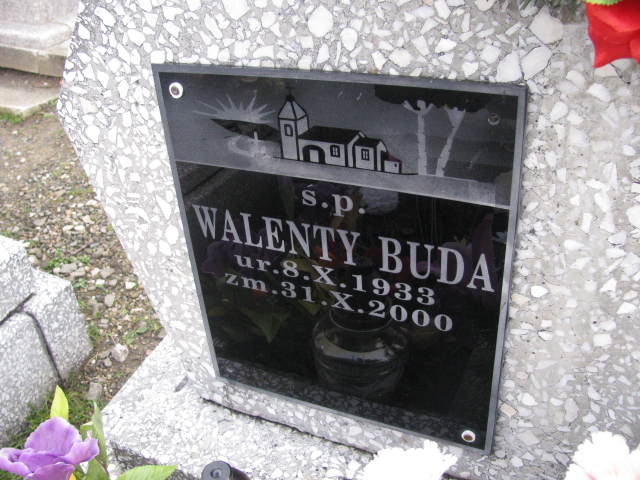 ś.p.
WALENTY BUDA
ur.8.X.1933
zm.31.X.2000